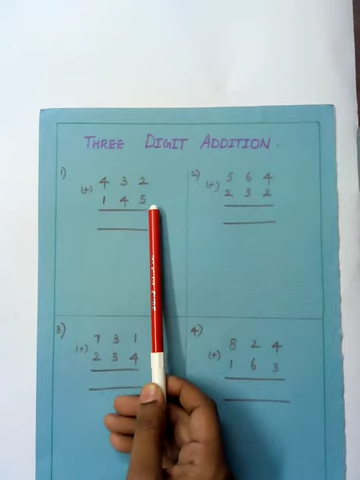 THREE DIGIT ADDITION
1)
4 3 2
(+)
1 4 5
2)
5 6 4
(+)
2 3 2
3)
7 3 1
(+)
2 3 4
4)
8 2 4
(+)
1 6 3